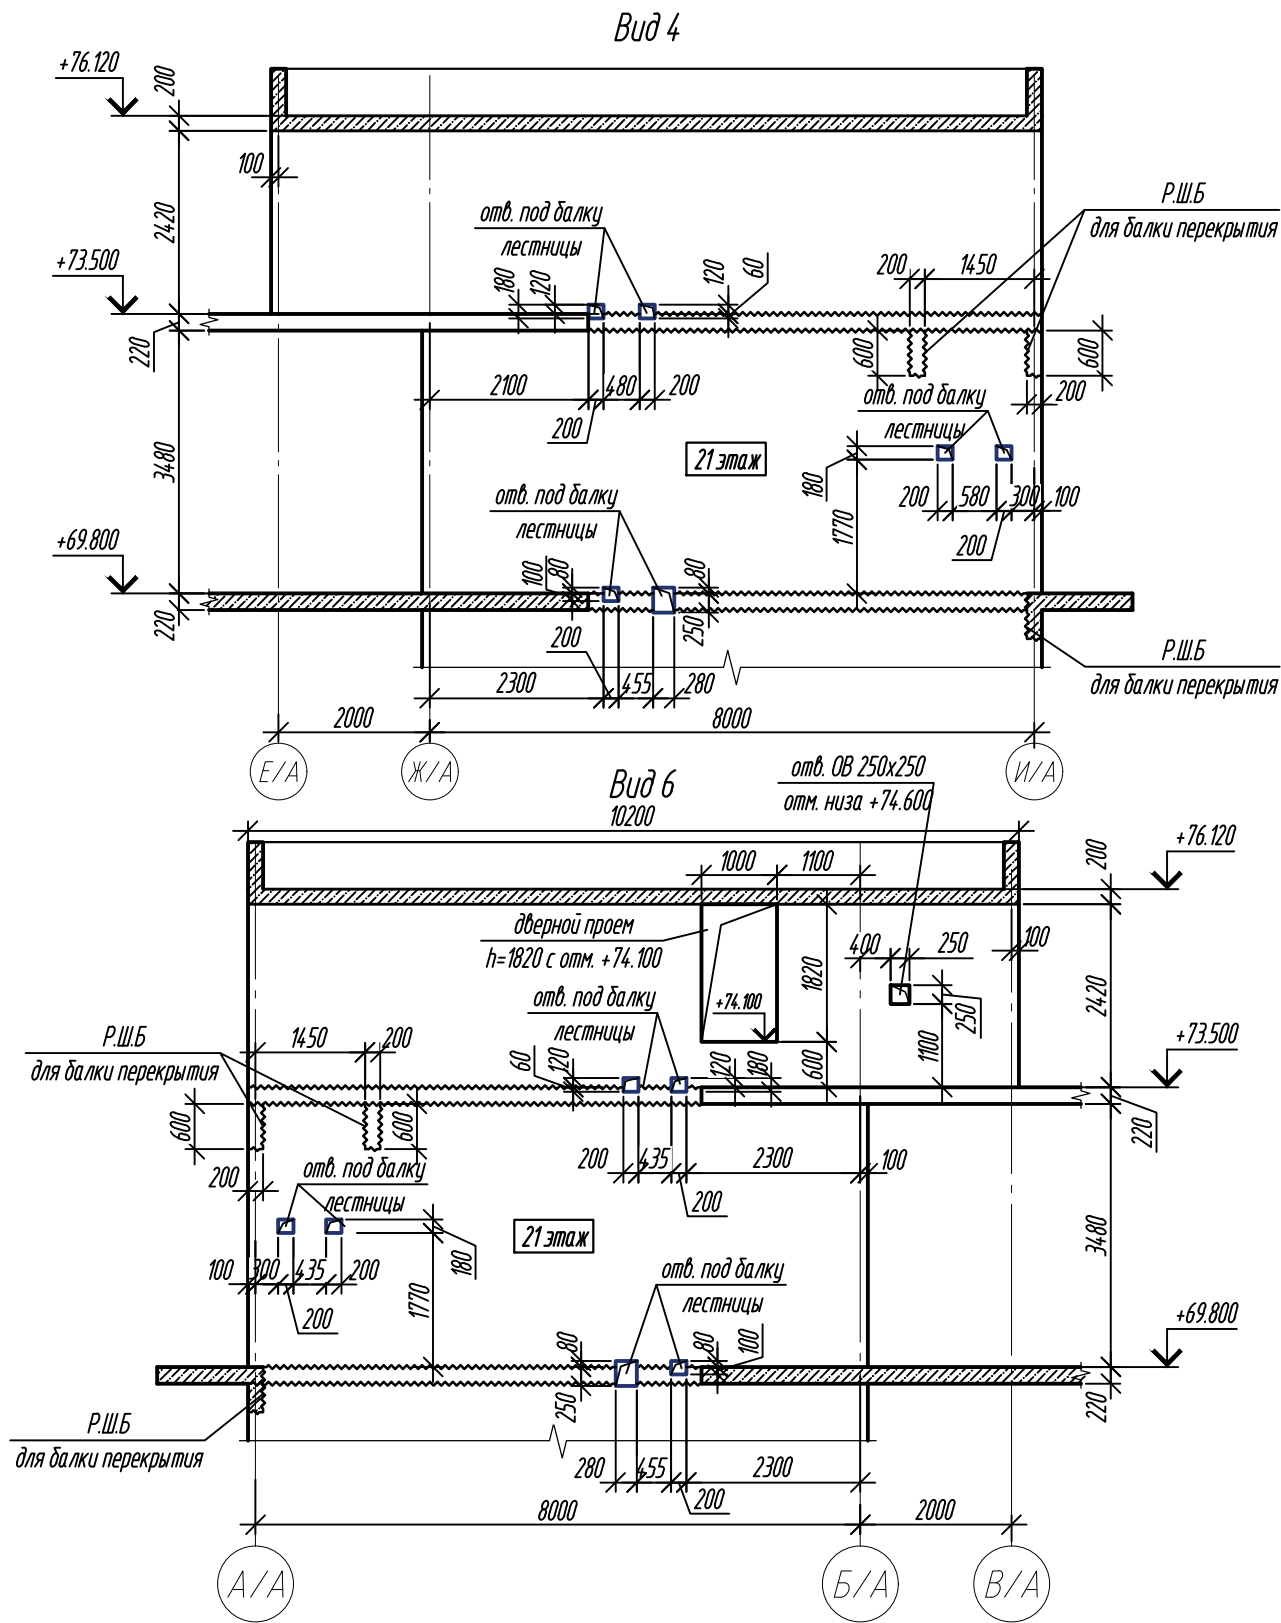 Вид 4
+76.120
200
100
2420
отв. под балку
лестницы
Р.Ш.Б
для балки перекрытия
+73.500
180
120
120
60
200
1450
220
600
600
2100
480
200
200
200
отв. под балку
лестницы
3480
21 этаж
180
200
580
300
100
1770
200
отв. под балку
лестницы
+69.800
100
80
80
220
200
250
Р.Ш.Б
для балки перекрытия
2300
455
280
2000
8000
Е/А
Ж/А
И/А
Вид 6
10200
отв. ОВ 250х250
отм. низа +74.600
+76.120
200
1000
1100
дверной проем
h=1820 с отм. +74.100
400
250
100
1820
2420
+74.100
250
1100
отв. под балку
лестницы
Р.Ш.Б
для балки перекрытия
1450
200
60
120
120
180
600
+73.500
220
600
600
200
435
2300
100
200
200
отв. под балку
лестницы
3480
21 этаж
180
100
300
435
200
1770
200
отв. под балку
лестницы
+69.800
80
80
100
250
220
Р.Ш.Б
для балки перекрытия
280
455
2300
200
8000
2000
А/А
Б/А
В/А